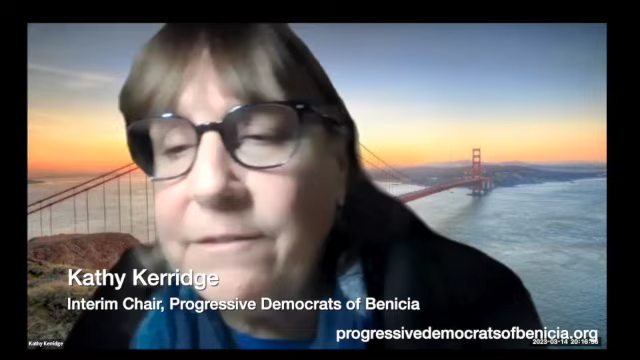 Kathy Kerridge
Interim Chair, Progressive Democrats of Benicia
progressivedemocratsofbenicia.org
Kathy Kerridge